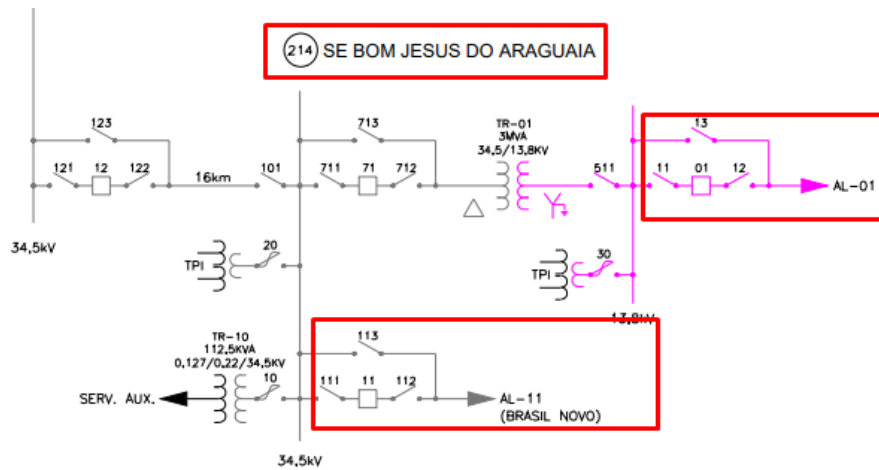 214 SE BOM JESUS DO ARAGUAIA
123
121 12 122
16km
101
34,5kV
713
711 71 712
TR-01
3MVA
34.5/13.8KV
511
13
11 01 12
AL-01
TPI
20
TPI
30
13,8kV
TR-10
112.5KVA
0.127/0.22/34.5KV
SERV. AUX.
10
113
111 11 112
AL-11
(BRASIL NOVO)
34,5kV